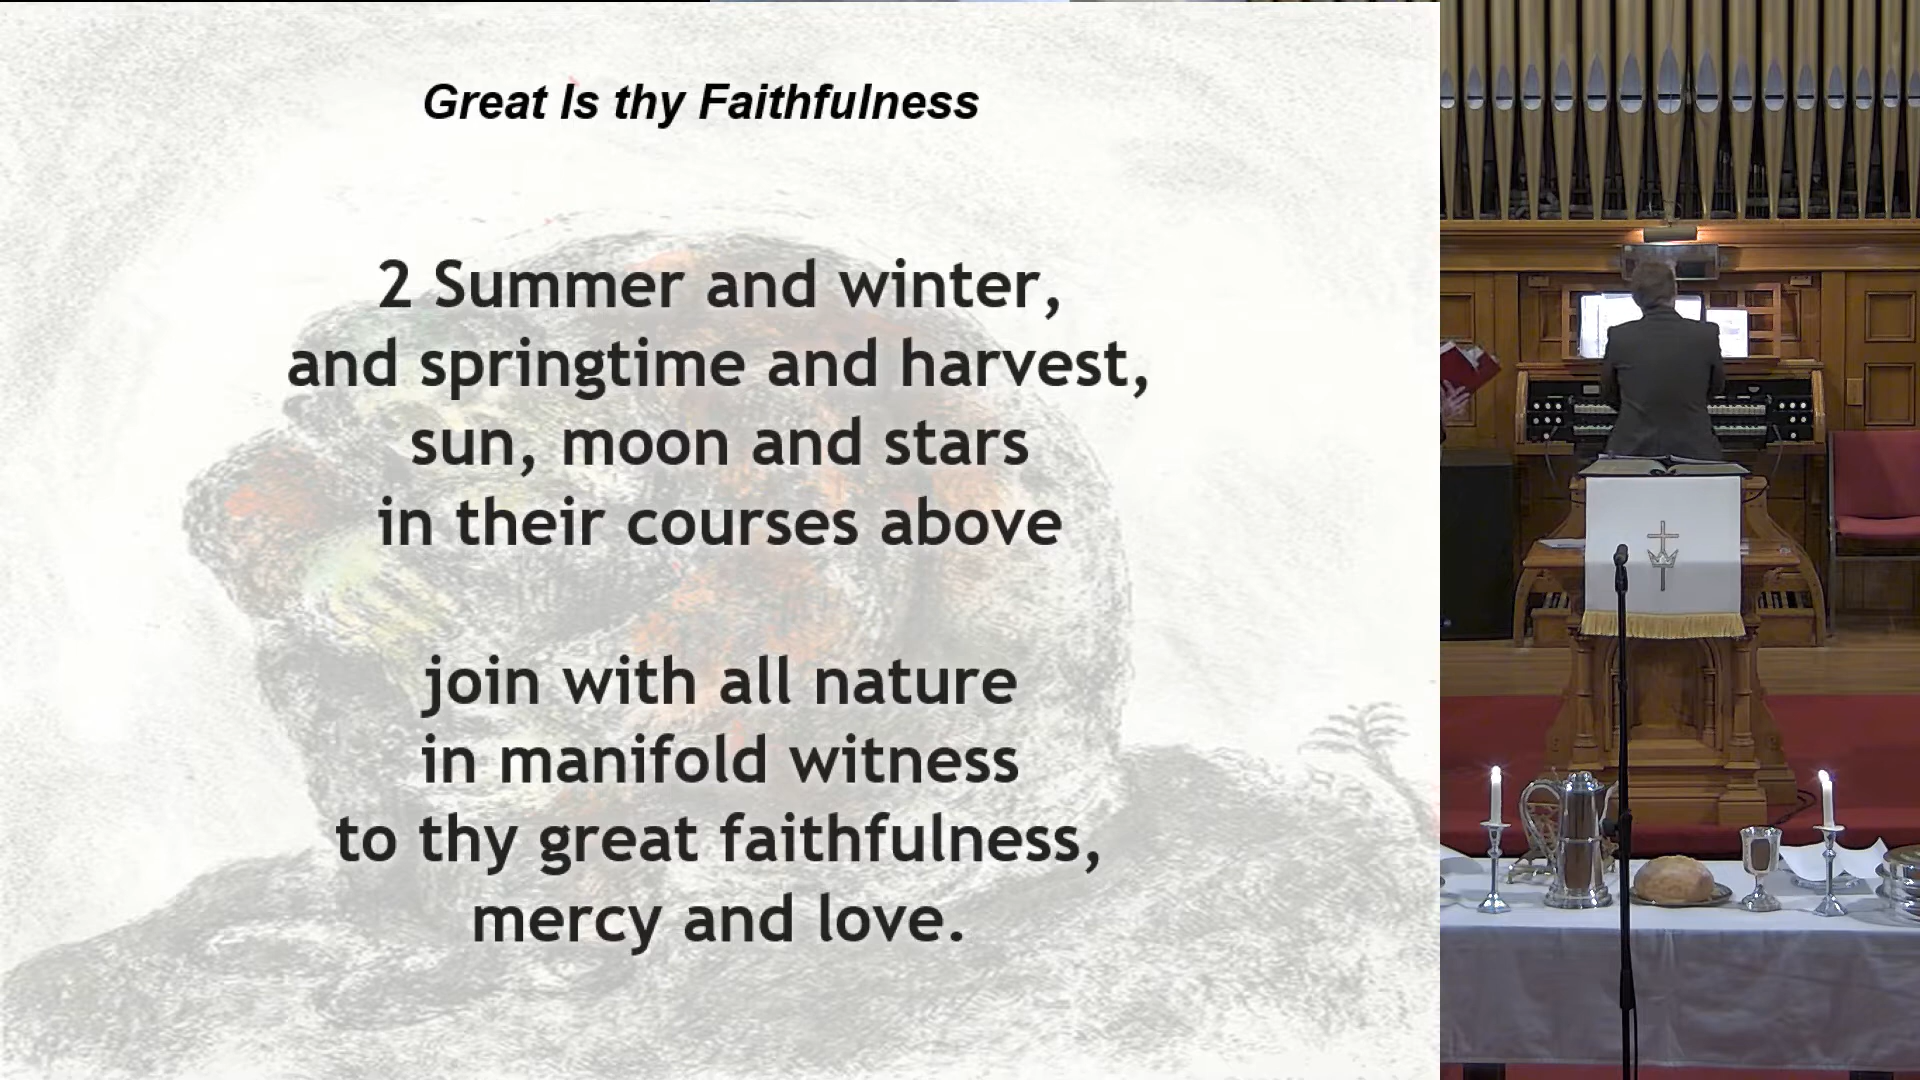 Great Is thy Faithfulness
2 Summer and winter,
and springtime and harvest,
sun, moon and stars
in their courses above
join with all nature
in manifold witness
to thy great faithfulness,
mercy and love.